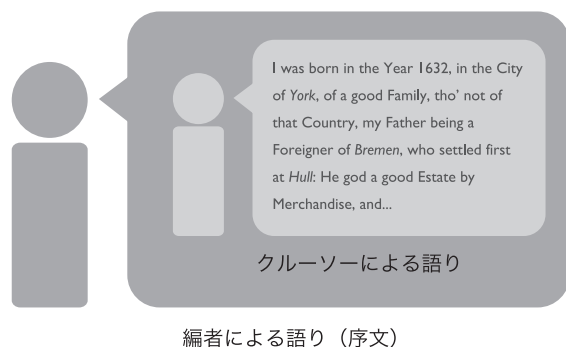 I was born in the Year 1632, in the City
of York, of a good Family, tho' not of
that Country, my Father being a
Foreigner of Bremen, who settled first
at Hull: He god a good Estate by
Merchandise, and...
クルーソーによる語り
編者による語り（序文）